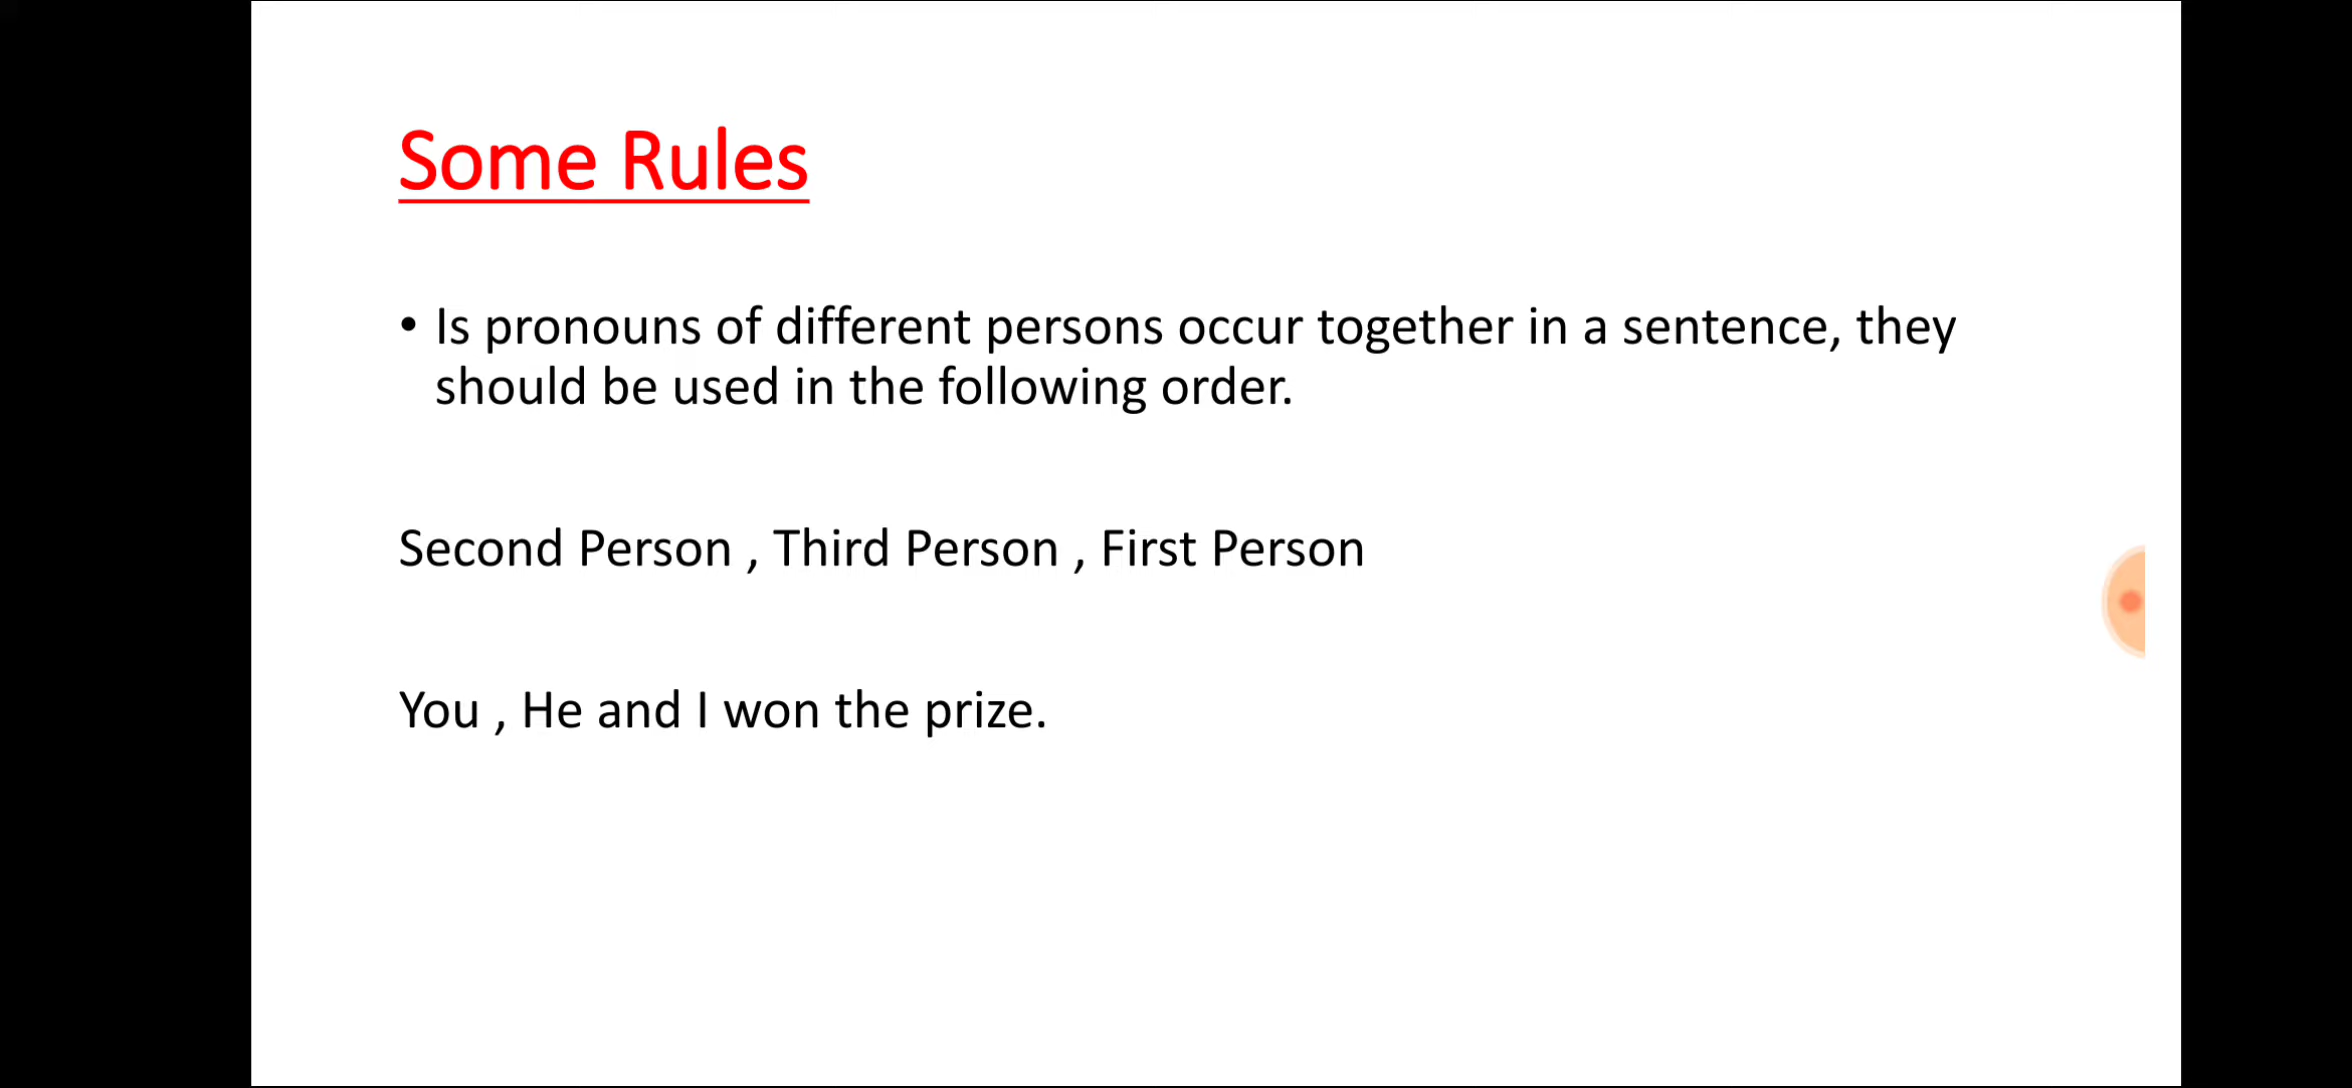 Some Rules
• Is pronouns of different persons occur together in a sentence, they
should be used in the following order.
Second Person , Third Person , First Person
You , He and I won the prize.